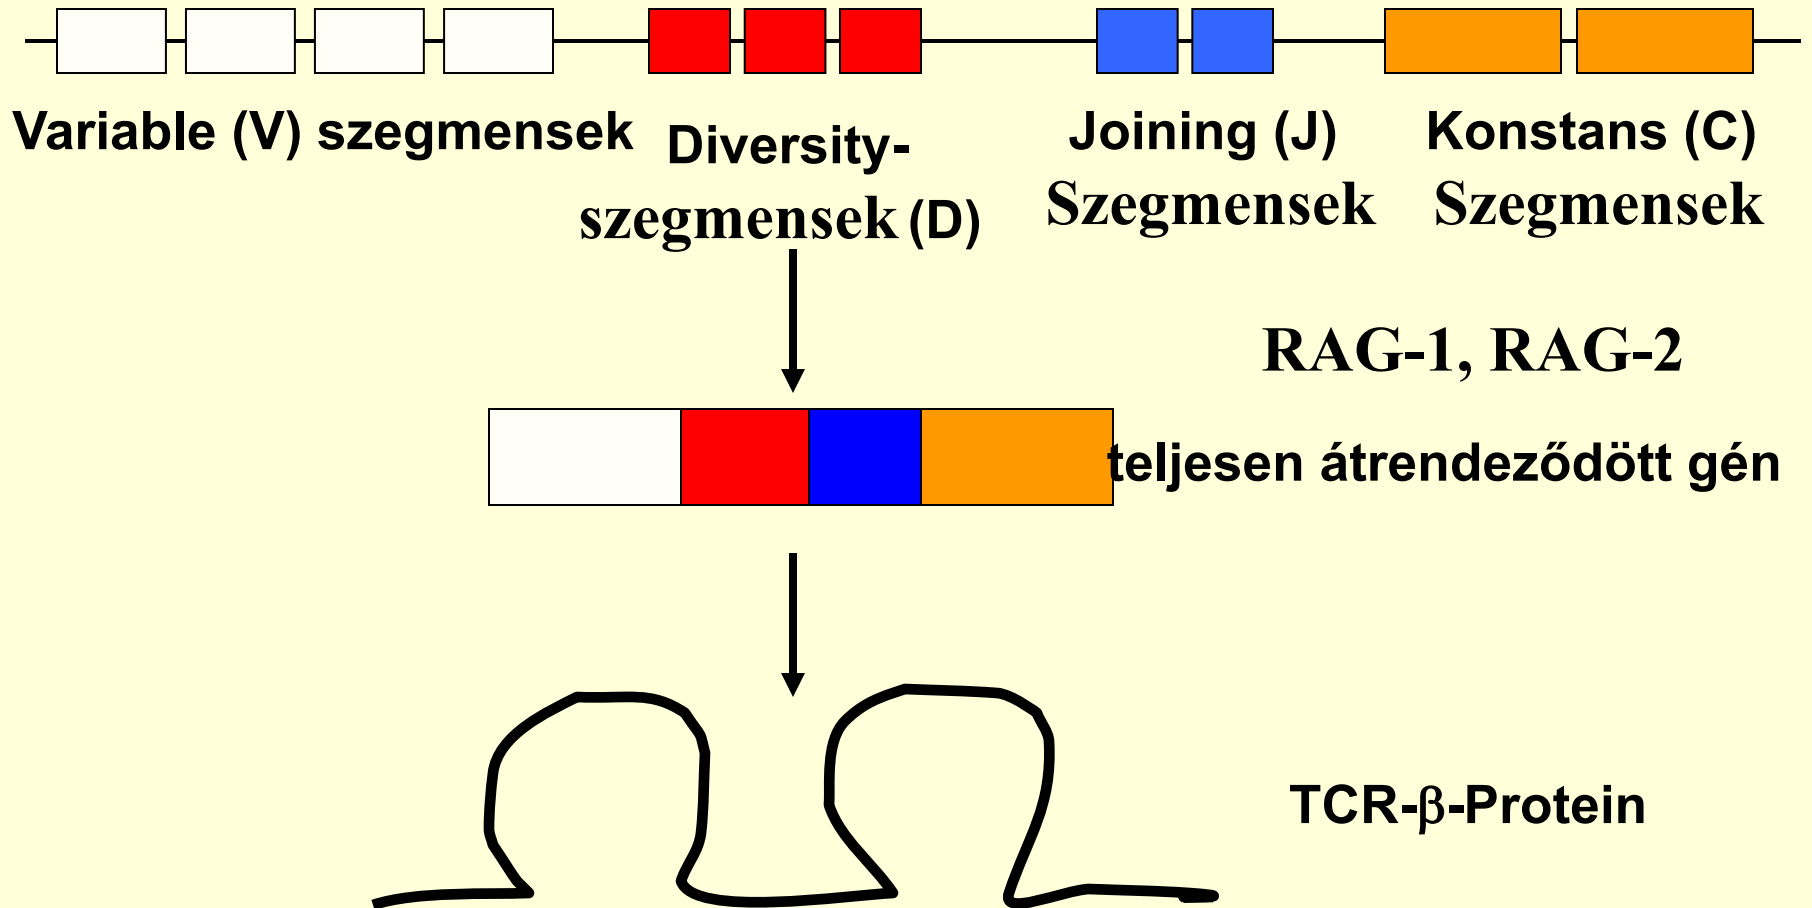 Variable (V) szegmensek
Diversity-
szegmensek (D)
Joining (J)
Szegmensek
Konstans (C)
Szegmensek
RAG-1, RAG-2
teljesen átrendeződött gén
TCR-β-Protein